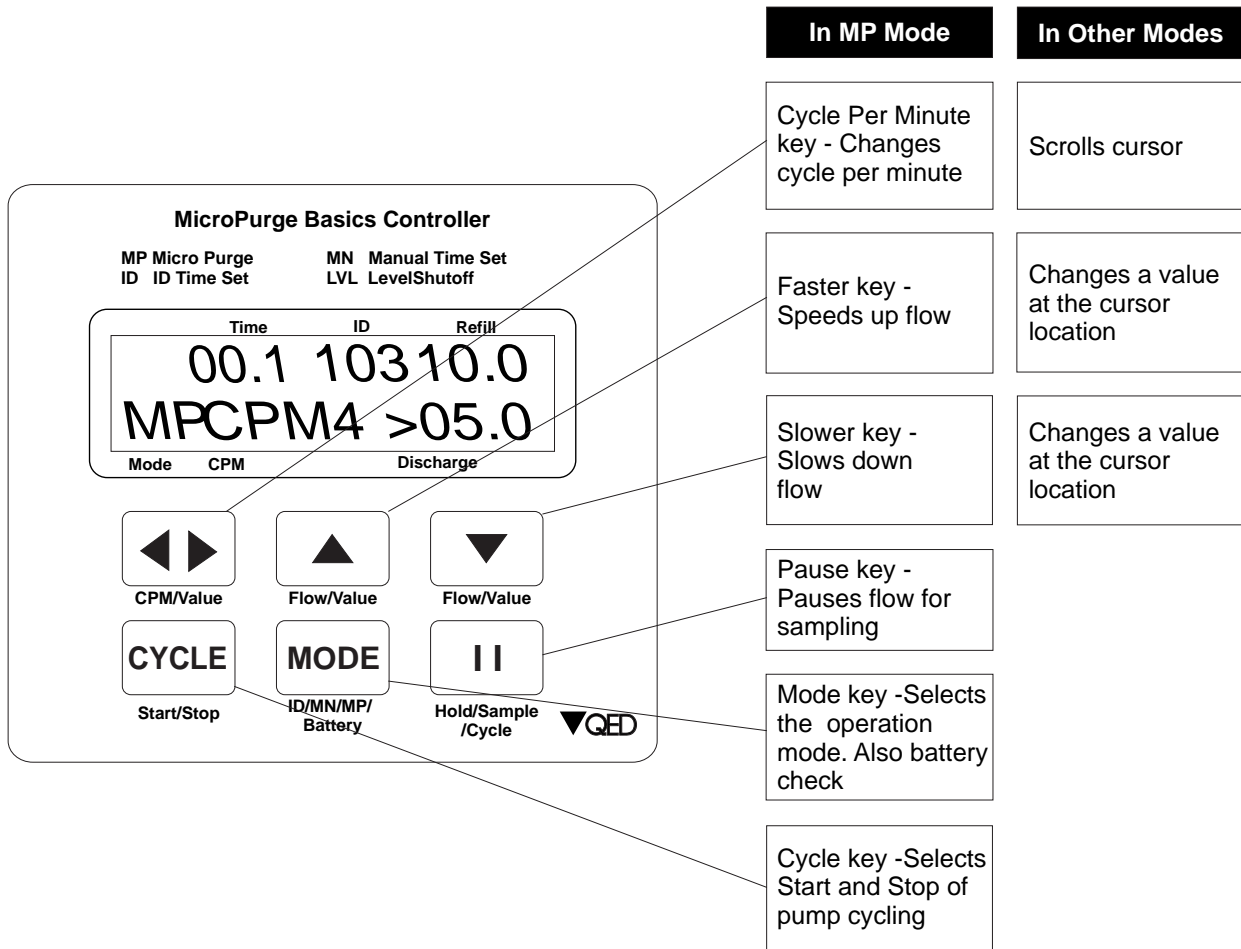 In MP Mode
In Other Modes
Cycle Per Minute
key - Changes
cycle per minute
Scrolls cursor
MicroPurge Basics Controller
MP Micro Purge
MN Manual Time Set
ID ID Time Set
LVL LevelShutoff
Time ID Refill
00.1 103 10.0
MPCPM4 >05.0
Mode CPM Discharge
Faster key -
Speeds up flow
Changes a value
at the cursor
location
Slower key -
Slows down
flow
Changes a value
at the cursor
location
CPM/Value
Flow/Value
Flow/Value
CYCLE
MODE
II
Start/Stop
ID/MN/MP/
Battery
Hold/Sample
/Cycle
QED
Pause key -
Pauses flow for
sampling
Mode key -Selects
the operation
mode. Also battery
check
Cycle key -Selects
Start and Stop of
pump cycling